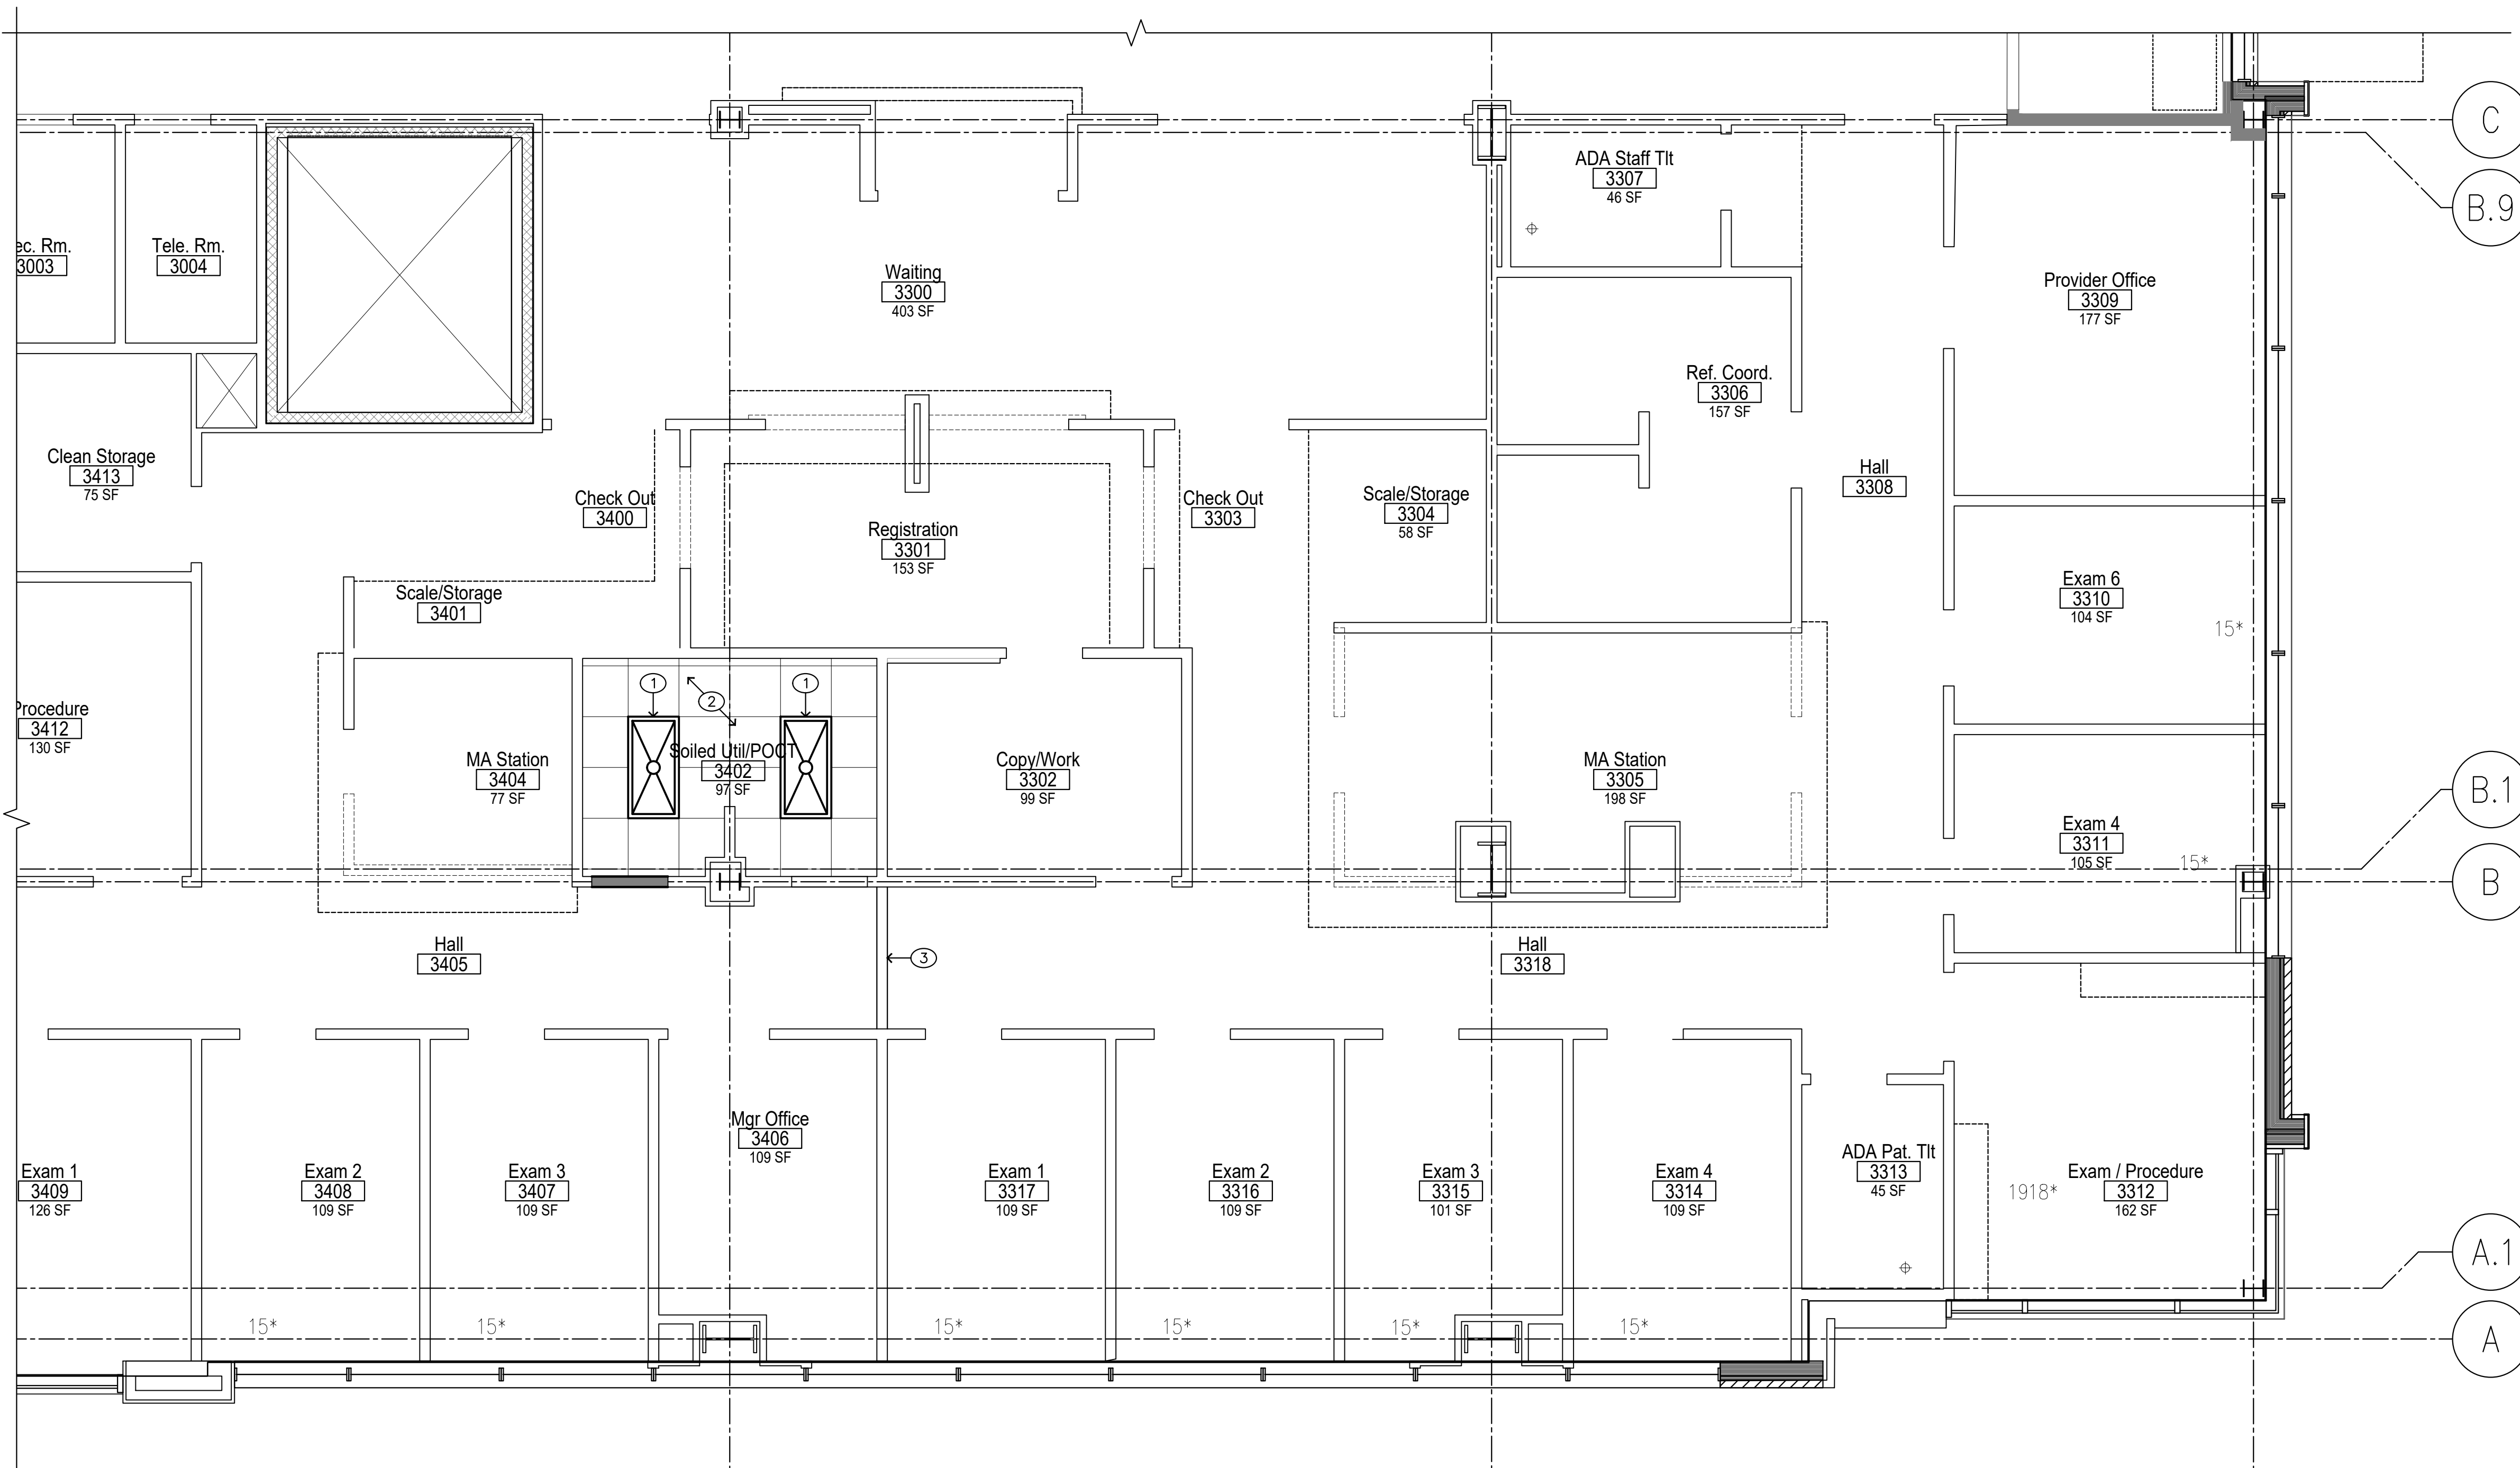 C
B.9
ADA Staff Tlt
3307
46 SF
ec. Rm.
3003
Tele. Rm.
3004
Waiting
3300
403 SF
Provider Office
3309
177 SF
Ref. Coord.
3306
157 SF
Clean Storage
3413
75 SF
Check Out
3400
Registration
3301
153 SF
Check Out
3303
Scale/Storage
3304
58 SF
Hall
3308
Scale/Storage
3401
Exam 6
3310
104 SF
15*
Procedure
3412
130 SF
1
2
1
MA Station
3404
77 SF
Soiled Util/POCT
3402
97 SF
Copy/Work
3302
99 SF
MA Station
3305
198 SF
B.1
Exam 4
3311
105 SF
15*
B
Hall
3405
3
Hall
3318
Mgr Office
3406
109 SF
Exam 1
3409
126 SF
Exam 2
3408
109 SF
Exam 3
3407
109 SF
Exam 1
3317
109 SF
Exam 2
3316
109 SF
Exam 3
3315
101 SF
Exam 4
3314
109 SF
ADA Pat. Tlt
3313
45 SF
1918*
Exam / Procedure
3312
162 SF
A.1
15*
15*
15*
15*
15*
15*
A